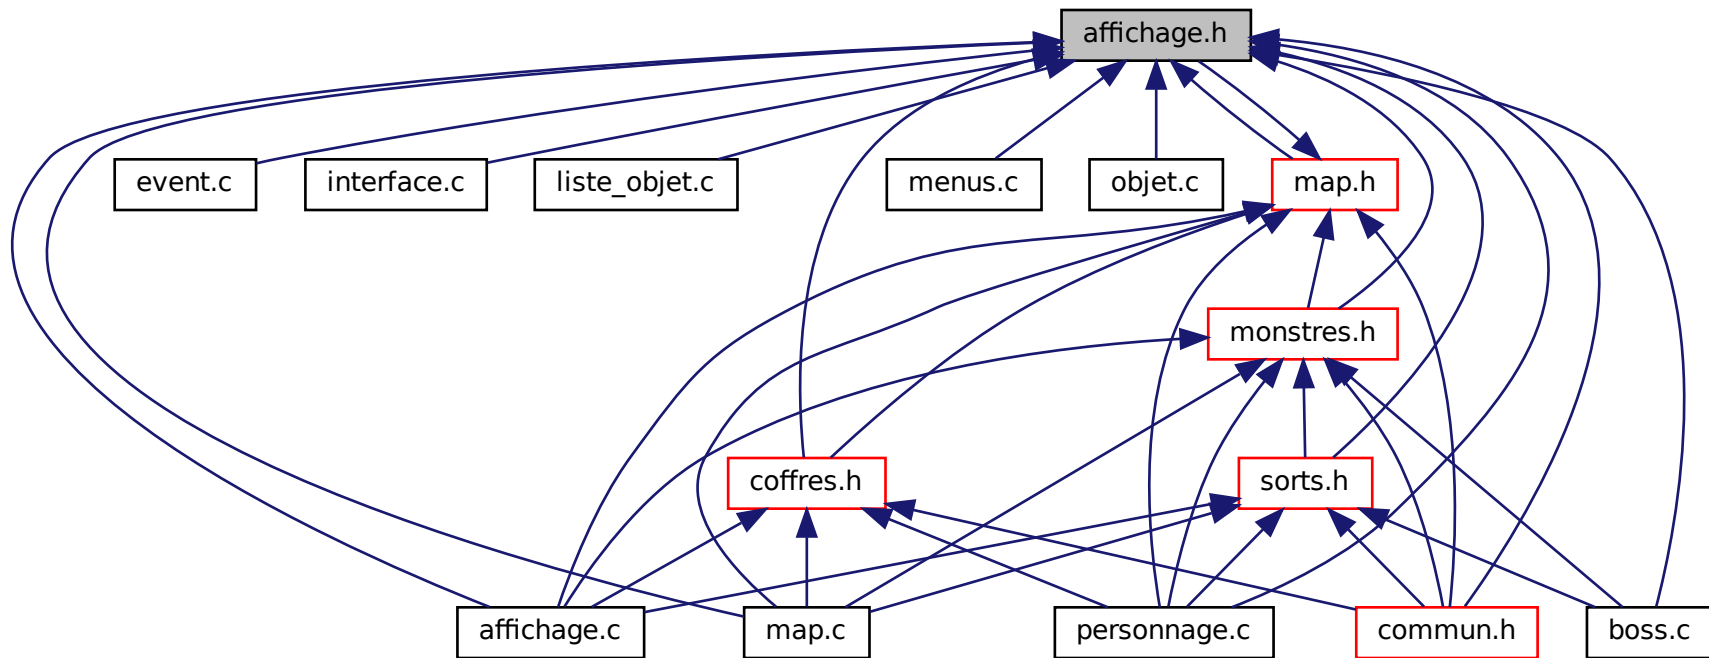 affichage.h
event.c
interface.c
liste_objet.c
menus.c
objet.c
map.h
monstres.h
coffres.h
sorts.h
affichage.c
map.c
personnage.c
commun.h
boss.c